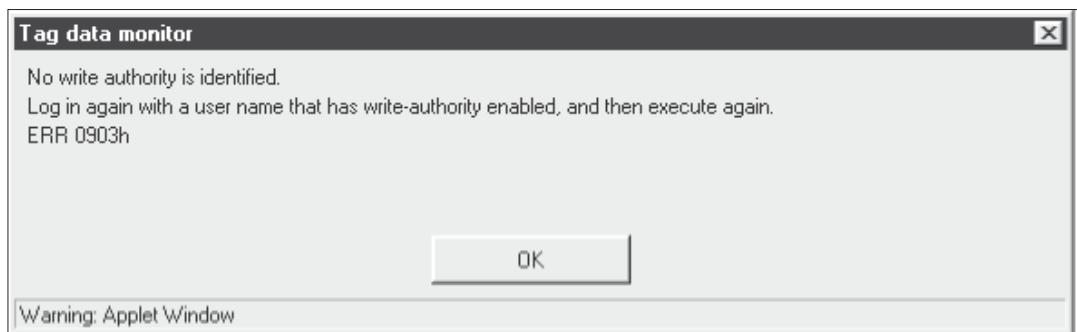 Tag data monitor
No write authority is identified.
Log in again with a user name that has write-authority enabled, and then execute again.
ERR 0903h
OK
Warning: Applet Window